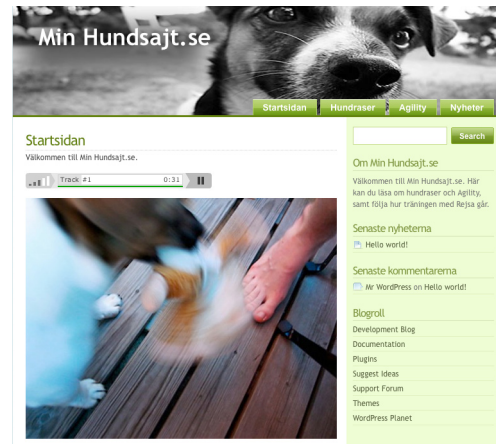 Min Hundsajt.se
Startsidan
Hundraser
Agility
Nyheter
Startsidan
Välkommen till Min Hundsajt.se.
Track #1
0:31
Search
Om Min Hundsajt.se
Välkommen till Min Hundsajt.se. Här
kan du läsa om hundraser och Agility,
samt följa hur träningen med Rejsa går.
Senaste nyheterna
Hello world!
Senaste kommentarerna
Mr WordPress on Hello world!
Blogroll
Development Blog
Documentation
Plugins
Suggest Ideas
Support Forum
Themes
WordPress Planet